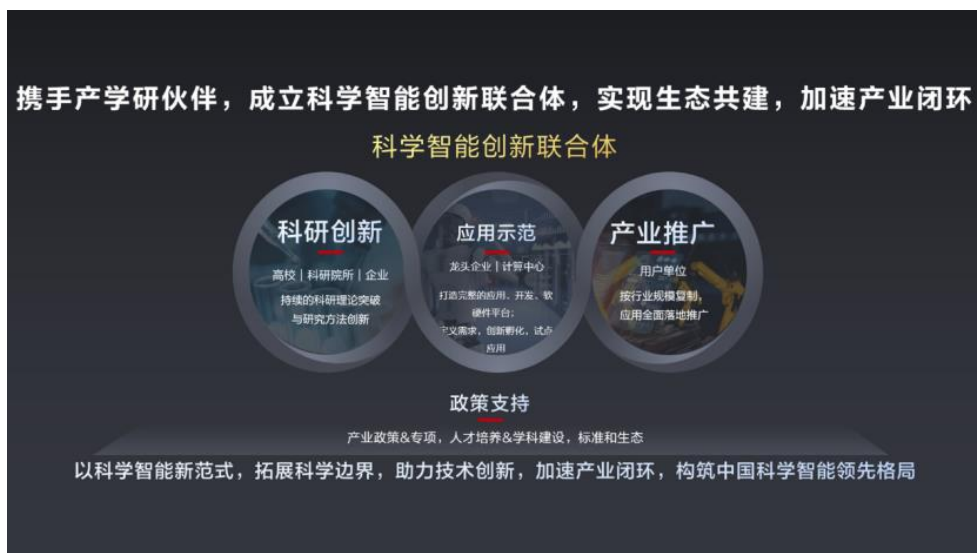 携手产学研伙伴，成立科学智能创新联合体，实现生态共建，加速产业闭环
科学智能创新联合体
科研创新
高校｜科研院所｜企业
持续的科研理论突破
与研究方法创新
应用示范
龙头企业｜计算中心
打造完整的应用、开发、软
硬件平台；
定义需求，创新孵化，试点
应用
产业推广
用户单位
按行业规模复制，
应用全面落地推广
政策支持
产业政策&专项，人才培养&学科建设，标准和生态
以科学智能新范式，拓展科学边界，助力技术创新，加速产业闭环，构筑中国科学智能领先格局